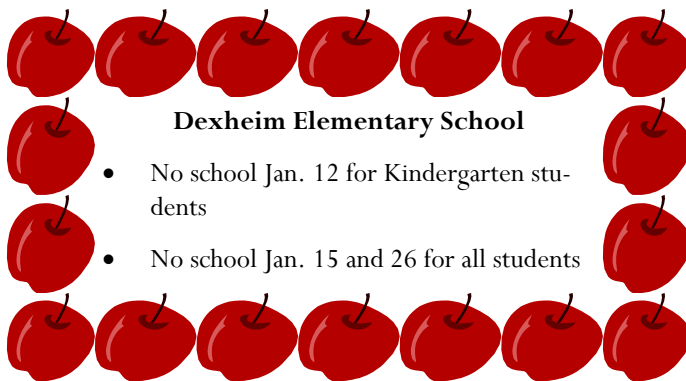 Dexheim Elementary School
• No school Jan. 12 for Kindergarten stu-
dents
• No school Jan. 15 and 26 for all students